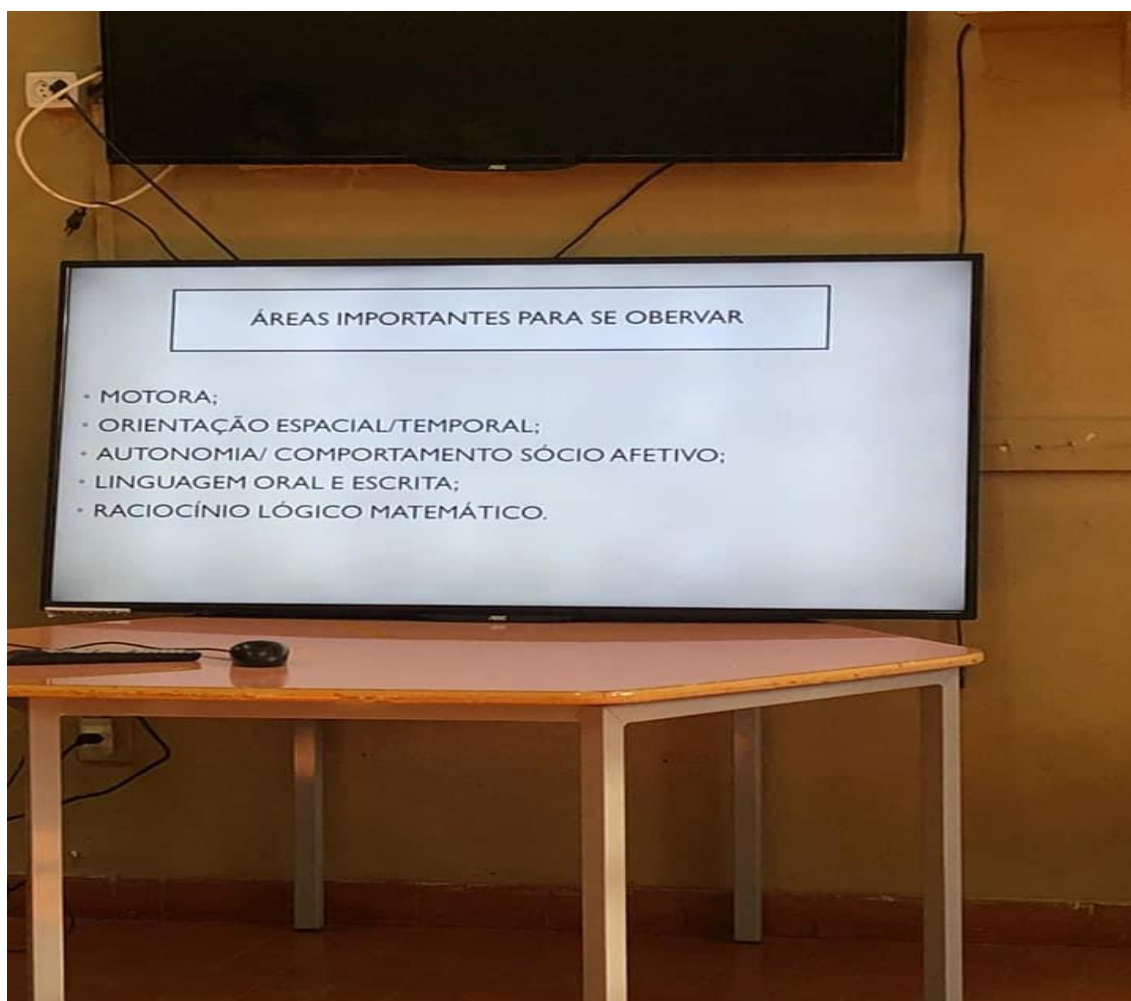 ÁREAS IMPORTANTES PARA SE OBERVAR
• MOTORA;
• ORIENTAÇÃO ESPACIAL/TEMPORAL;
• AUTONOMIA/ COMPORTAMENTO SÓCIO AFETIVO;
• LINGUAGEM ORAL E ESCRITA;
• RACIOCÍNIO LÓGICO MATEMÁTICO.